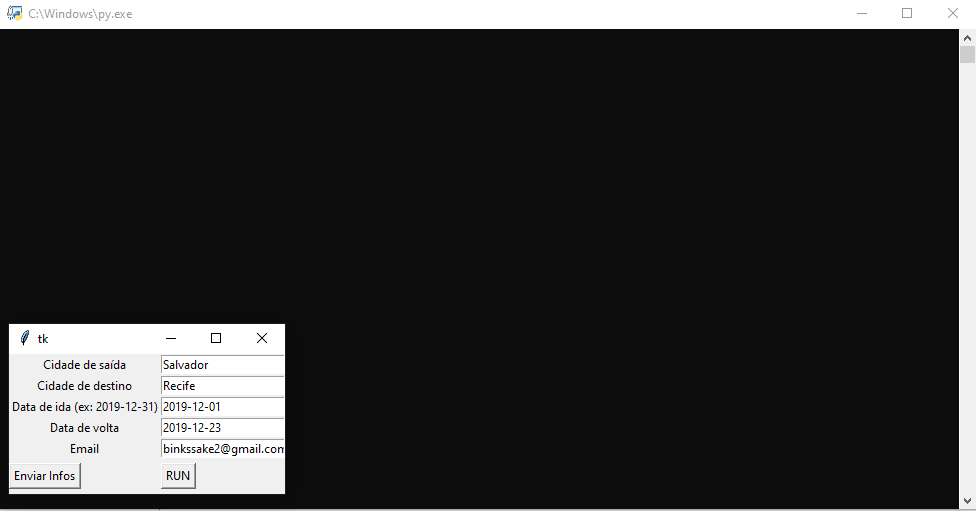 C:\Windows\py.exe
tk
Cidade de saída Salvador
Cidade de destino Recife
Data de ida (ex: 2019-12-31) 2019-12-01
Data de volta 2019-12-23
Email binkssake2@gmail.com
Enviar Infos RUN